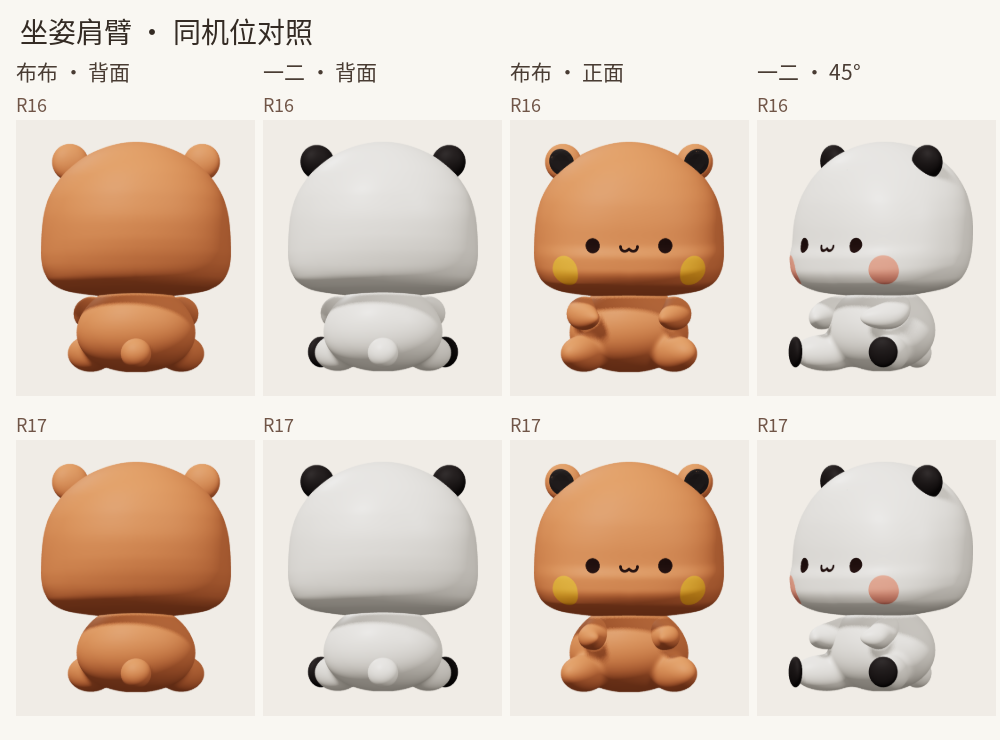 坐姿肩臂 · 同机位对照
布布 · 背面 一二 · 背面 布布 · 正面 一二 · 45°
R16 R16 R16 R16
R17 R17 R17 R17